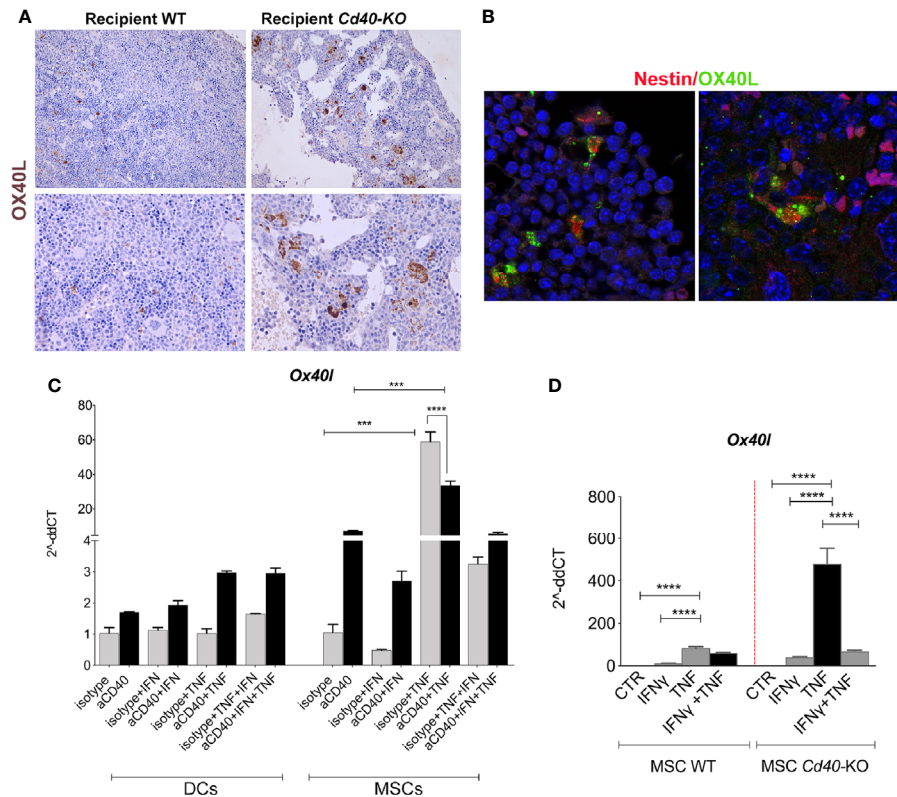 A
Recipient WT
Recipient Cd40-KO
OX40L
B
Nestin/OX40L
C
Ox40l
***
***
****
2^-ddCT
80
60
40
20
4
3
2
1
0
isotype
aCD40
isotype+IFN
aCD40+IFN
isotype+TNF
aCD40+TNF
isotype+TNF+IFN
aCD40+IFN+TNF
isotype
aCD40
isotype+IFN
aCD40+IFN
isotype+TNF
aCD40+TNF
isotype+TNF+IFN
aCD40+IFN+TNF
DCs
MSCs
D
Ox40l
****
****
****
****
****
2^-ddCT
800
600
400
200
0
CTR
IFNγ
TNF
IFNγ +TNF
CTR
IFNγ
TNF
IFNγ+TNF
MSC WT
MSC Cd40-KO